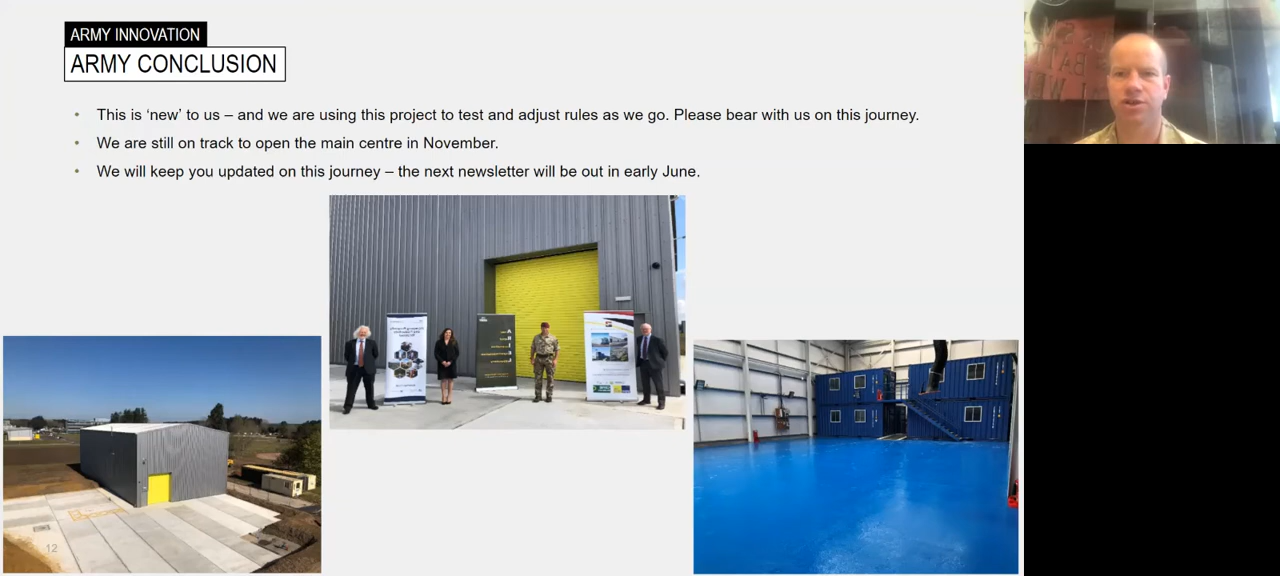 ARMY INNOVATION
ARMY CONCLUSION
• This is ‘new’ to us – and we are using this project to test and adjust rules as we go. Please bear with us on this journey.
• We are still on track to open the main centre in November.
• We will keep you updated on this journey – the next newsletter will be out in early June.
12